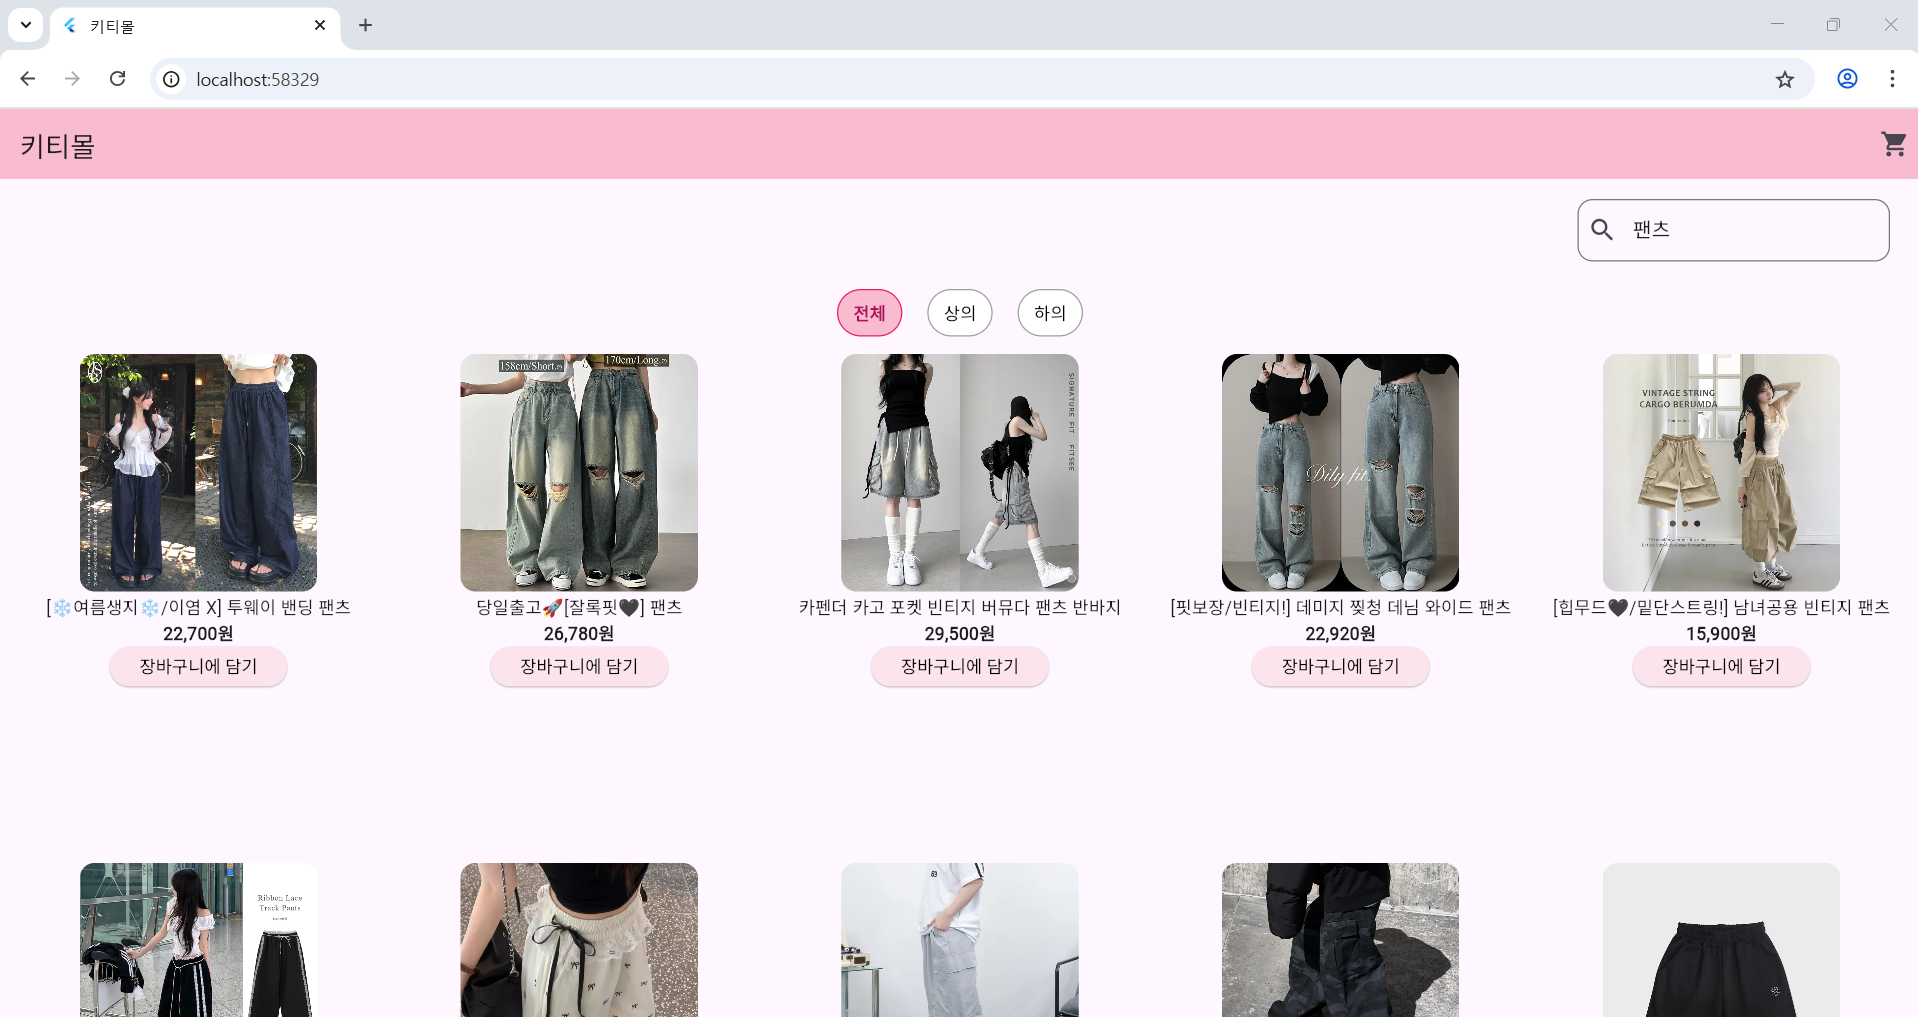 키티몰
localhost:58329
키티몰
팬츠
전체
상의
하의
158cm/Short.
170cm/Long.
SIGNATURE FIT FITSEE
Dily fit.
VINTAGE STRING
CARGO BERUMDA
[❄️여름생지❄️/이염 X] 투웨이 밴딩 팬츠
22,700원
장바구니에 담기
당일출고🚀[잘록핏🖤] 팬츠
26,780원
장바구니에 담기
카펜더 카고 포켓 빈티지 버뮤다 팬츠 반바지
29,500원
장바구니에 담기
[핏보장/빈티지!] 데미지 찢청 데님 와이드 팬츠
22,920원
장바구니에 담기
[힙무드🖤/밑단스트링!] 남녀공용 빈티지 팬츠
15,900원
장바구니에 담기
Ribbon Lace
Track Pants